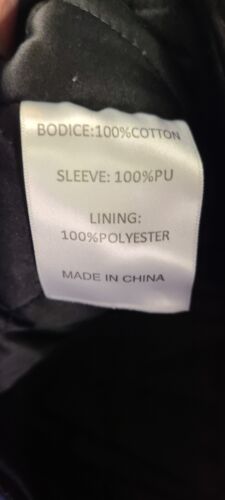 BODICE:100%COTTON
SLEEVE: 100%PU
LINING:
100%POLYESTER
MADE IN CHINA